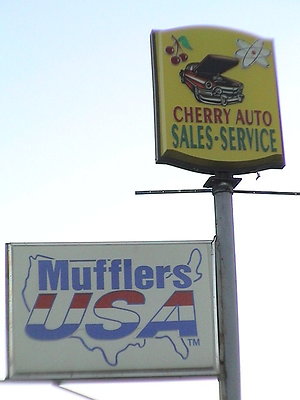 CHERRY AUTO
SALES-SERVICE
Mufflers
USA
TM